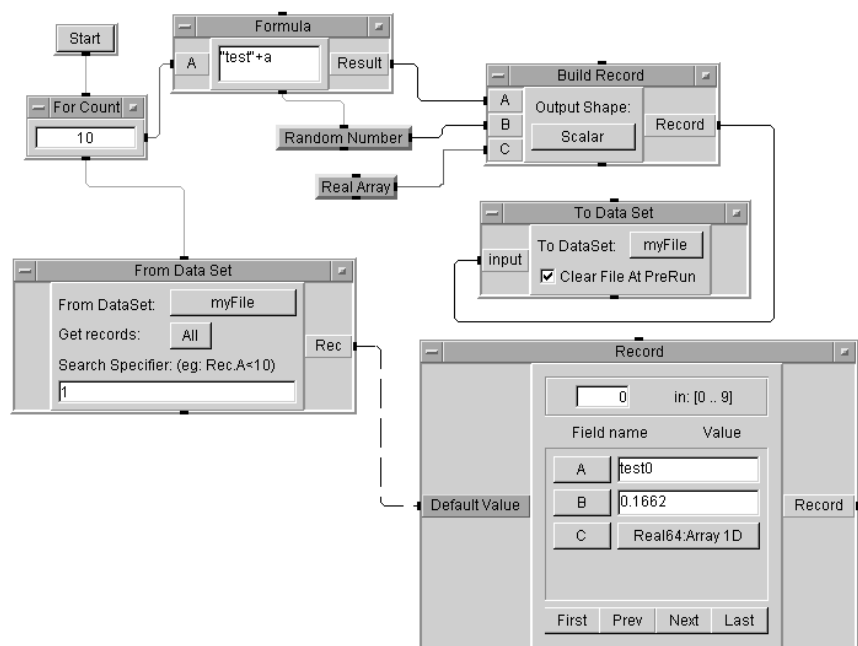 Start
Formula
A
"test"+a
Result
For Count
10
Random Number
Real Array
Build Record
A
B
C
Output Shape:
Scalar
Record
To Data Set
input
To DataSet: myFile
Clear File At PreRun
From Data Set
From DataSet: myFile
Get records: All
Search Specifier: (eg: Rec.A<10)
1
Rec
Record
Default Value
0 in: [0 .. 9]
Field name Value
A test0
B 0.1662
C Real64:Array 1D
Record
First Prev Next Last